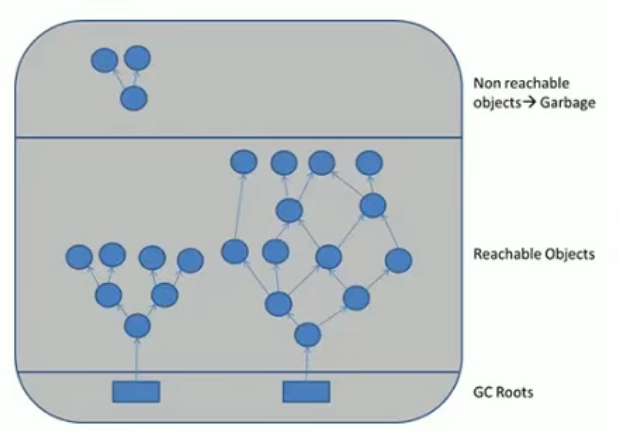 Non reachable
objects→ Garbage
Reachable Objects
GC Roots